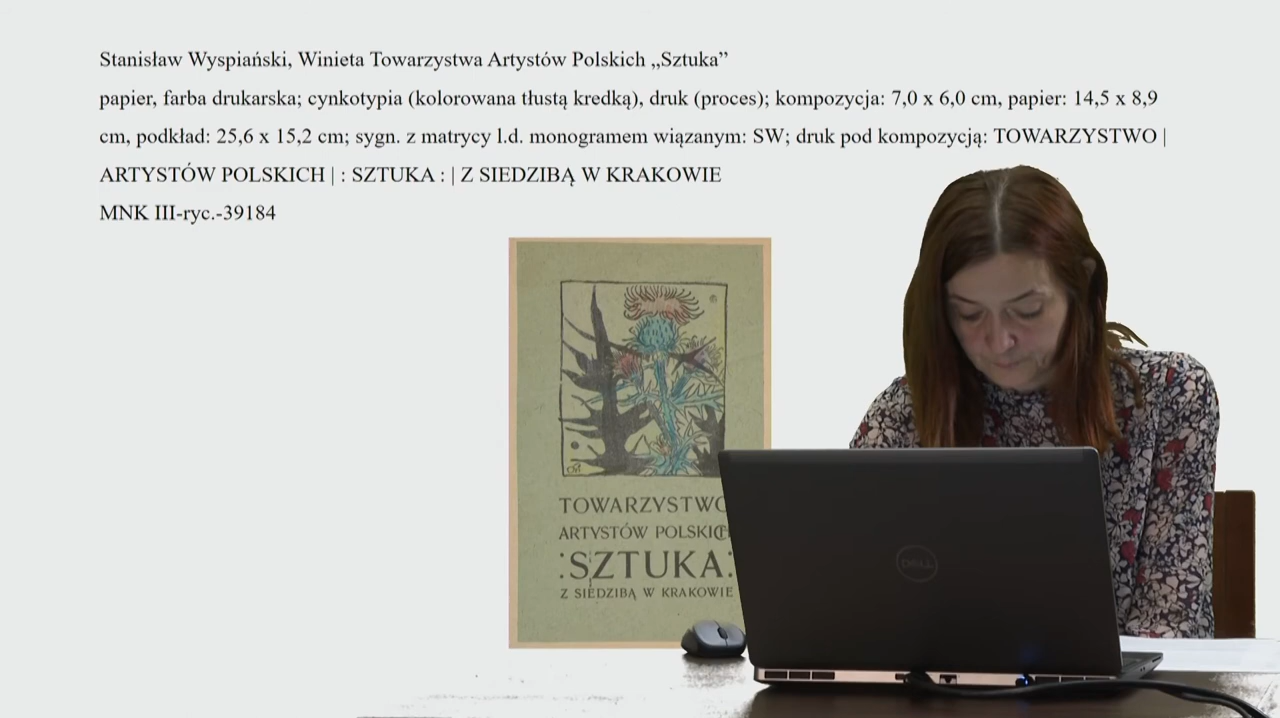 Stanisław Wyspiański, Winieta Towarzystwa Artystów Polskich „Sztuka”
papier, farba drukarska; cynkotypia (kolorowana tłustą kredką), druk (proces); kompozycja: 7,0 x 6,0 cm, papier: 14,5 x 8,9
cm, podkład: 25,6 x 15,2 cm; sygn. z matrycy l.d. monogramem wiązanym: SW; druk pod kompozycją: TOWARZYSTWO |
ARTYSTÓW POLSKICH | : SZTUKA : | Z SIEDZIBĄ W KRAKOWIE
MNK III-ryc.-39184
TOWARZYSTWO
ARTYSTÓW POLSKICH
:SZTUKA:
Z SIEDZIBĄ W KRAKOWIE
DELL